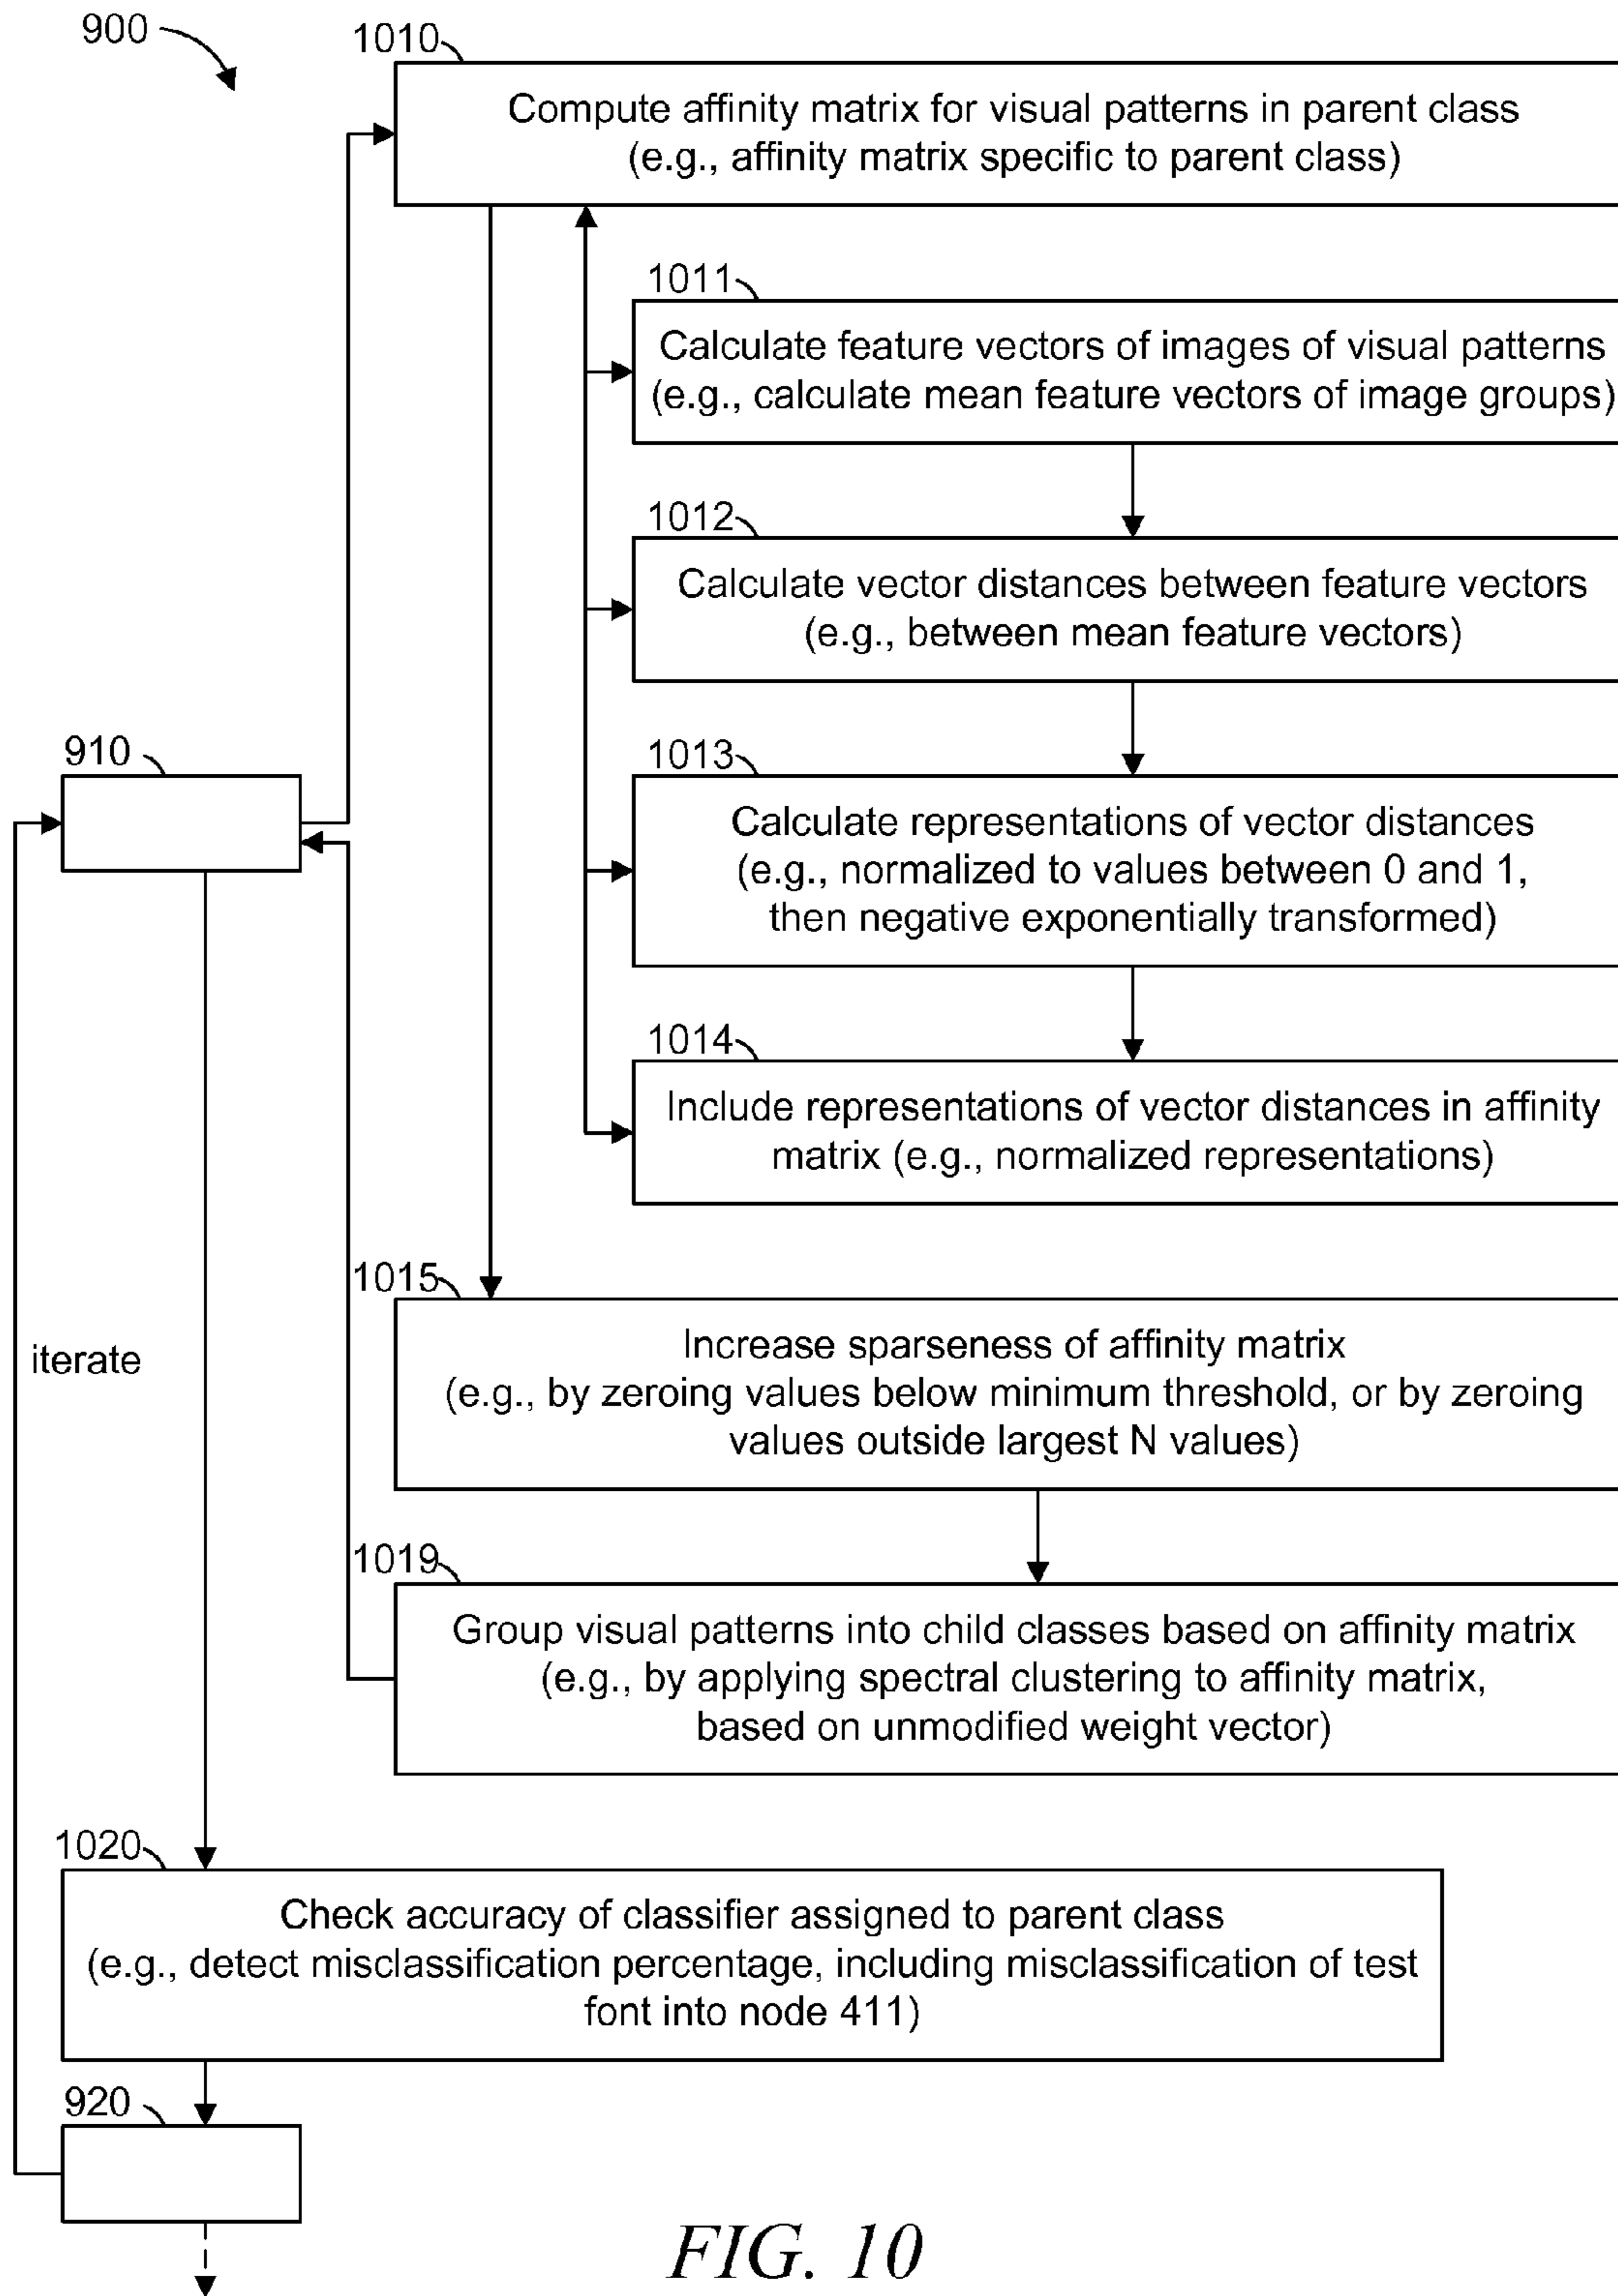 900
1010
Compute affinity matrix for visual patterns in parent class
(e.g., affinity matrix specific to parent class)
1011
Calculate feature vectors of images of visual patterns
(e.g., calculate mean feature vectors of image groups)
1012
Calculate vector distances between feature vectors
(e.g., between mean feature vectors)
910
1013
Calculate representations of vector distances
(e.g., normalized to values between 0 and 1,
then negative exponentially transformed)
1014
Include representations of vector distances in affinity
matrix (e.g., normalized representations)
1015
Increase sparseness of affinity matrix
(e.g., by zeroing values below minimum threshold, or by zeroing
values outside largest N values)
iterate
1019
Group visual patterns into child classes based on affinity matrix
(e.g., by applying spectral clustering to affinity matrix,
based on unmodified weight vector)
1020
Check accuracy of classifier assigned to parent class
(e.g., detect misclassification percentage, including misclassification of test
font into node 411)
920
FIG. 10